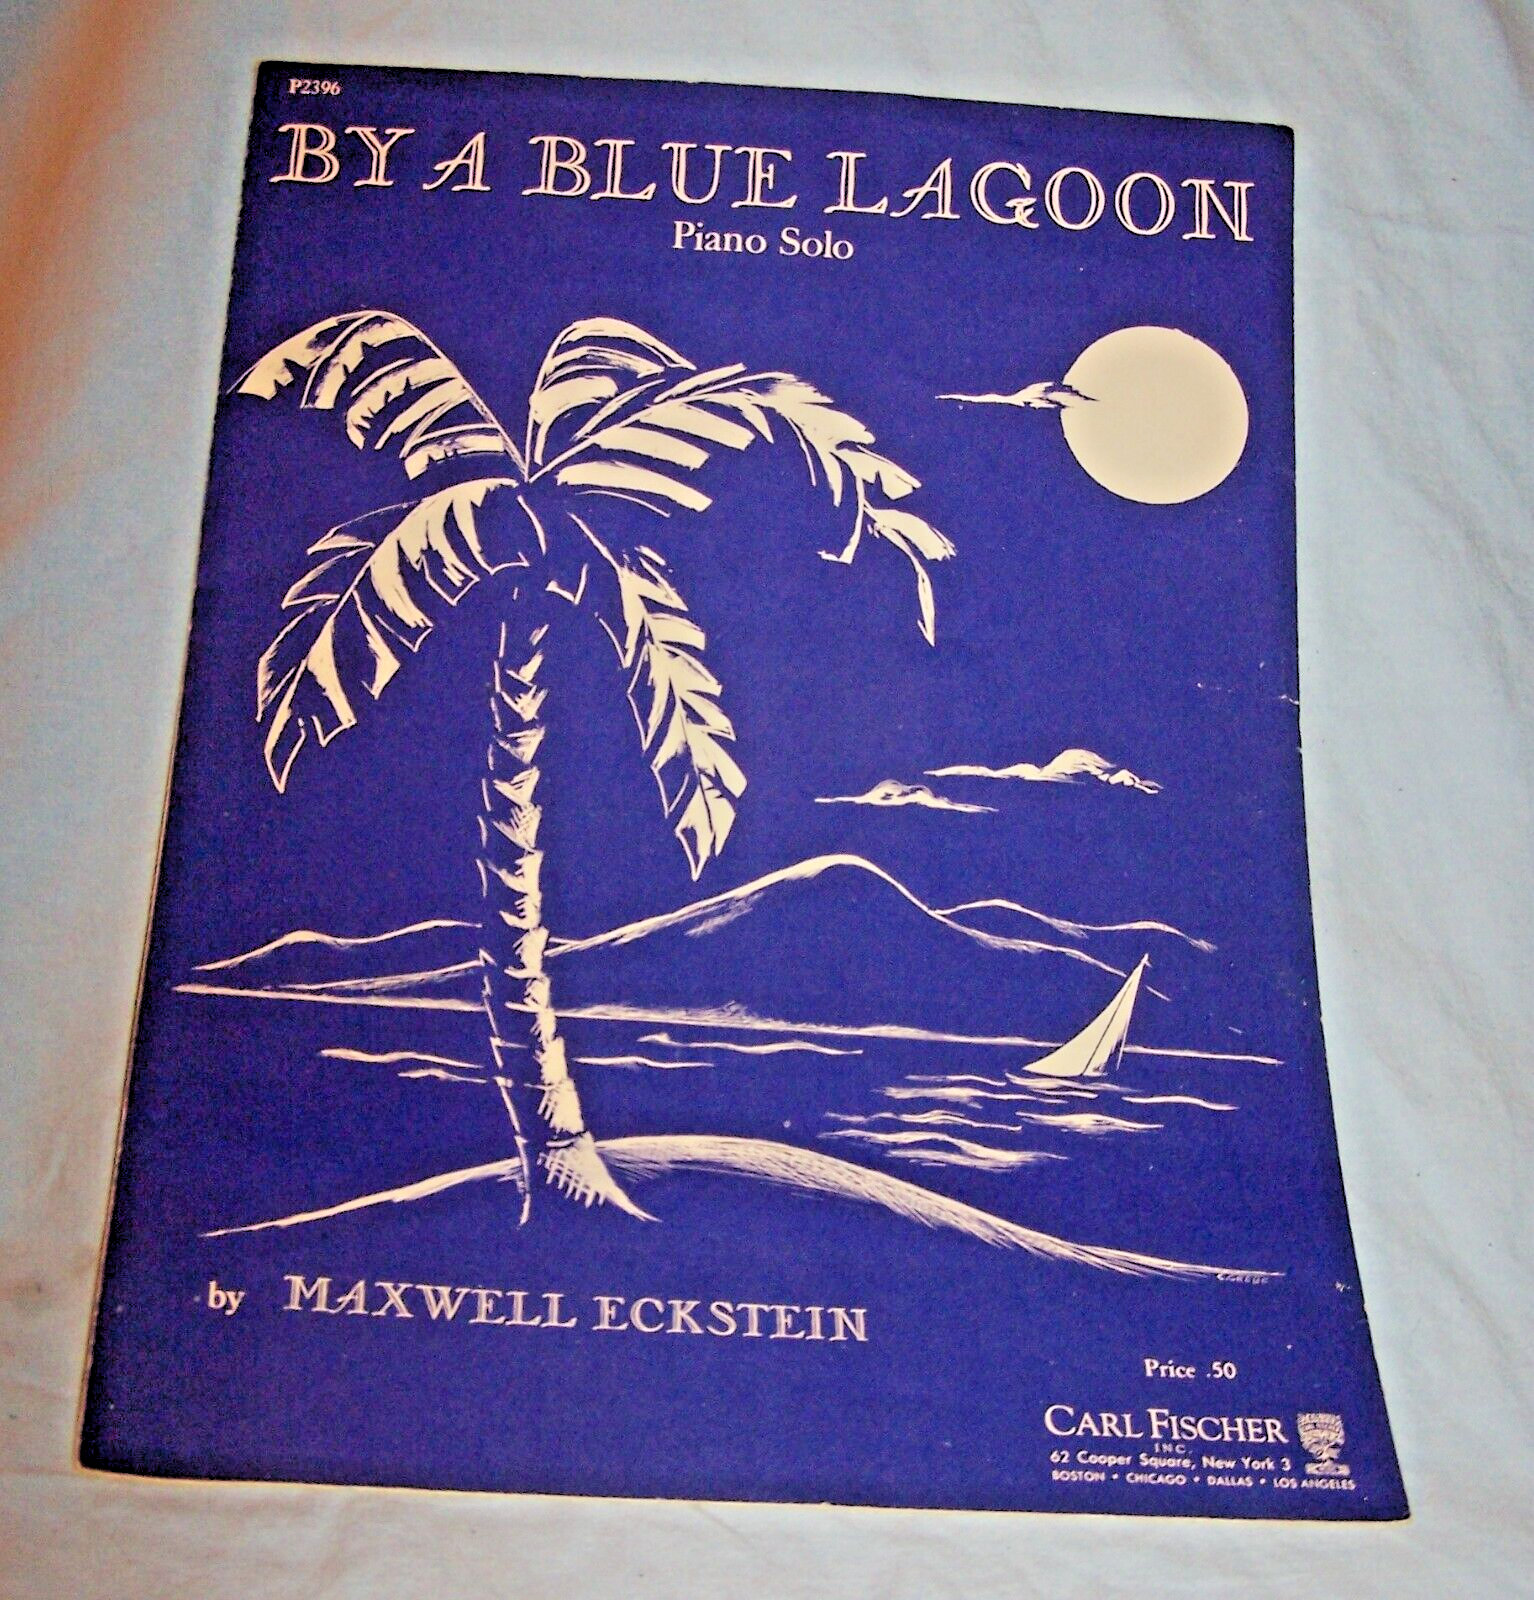 P2396
BY A BLUE LAGOON
Piano Solo
by MAXWELL ECKSTEIN
Price .50
CARL FISCHER
INC.
62 Cooper Square, New York 3
BOSTON • CHICAGO • DALLAS • LOS ANGELES